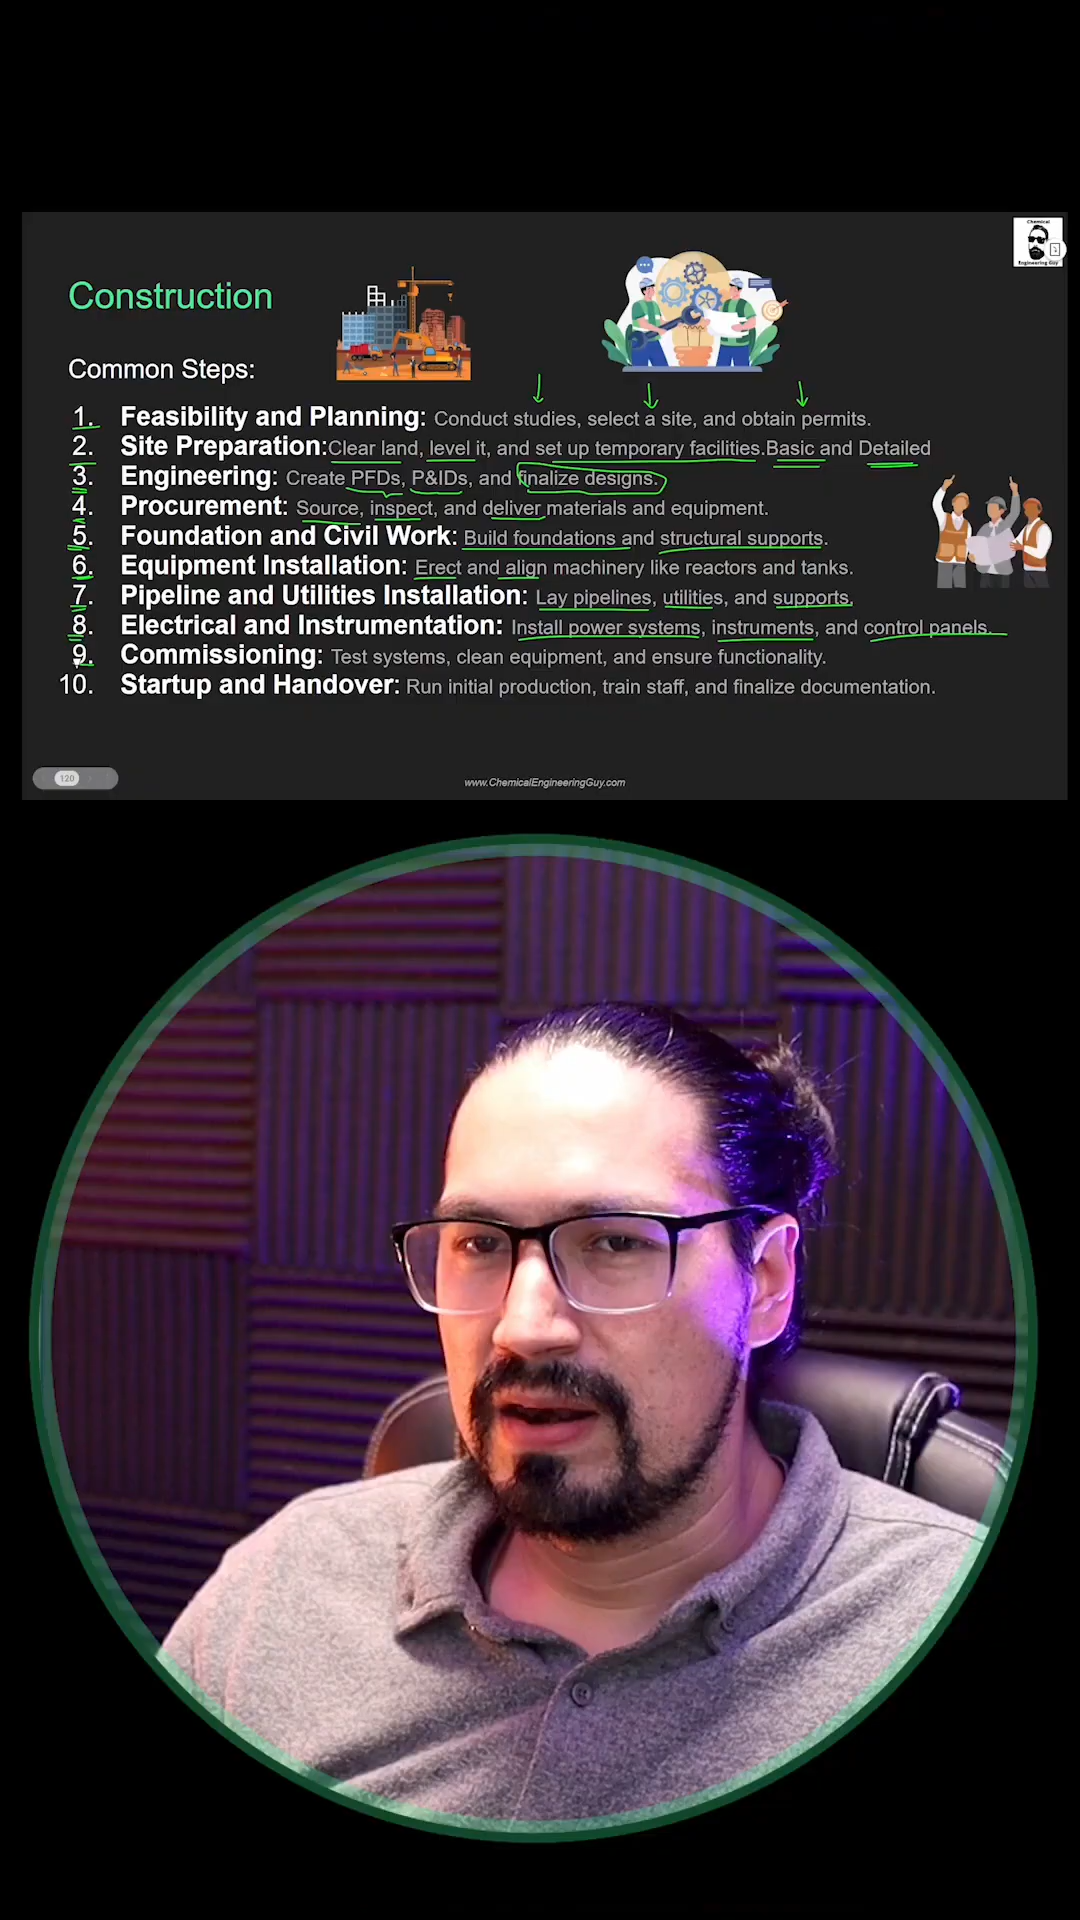 Chemical
Engineering Guy
Construction
Common Steps:
1. Feasibility and Planning: Conduct studies, select a site, and obtain permits.
2. Site Preparation:Clear land, level it, and set up temporary facilities.Basic and Detailed
3. Engineering: Create PFDs, P&IDs, and finalize designs.
4. Procurement: Source, inspect, and deliver materials and equipment.
5. Foundation and Civil Work: Build foundations and structural supports.
6. Equipment Installation: Erect and align machinery like reactors and tanks.
7. Pipeline and Utilities Installation: Lay pipelines, utilities, and supports.
8. Electrical and Instrumentation: Install power systems, instruments, and control panels.
9. Commissioning: Test systems, clean equipment, and ensure functionality.
10. Startup and Handover: Run initial production, train staff, and finalize documentation.
120
www.ChemicalEngineeringGuy.com